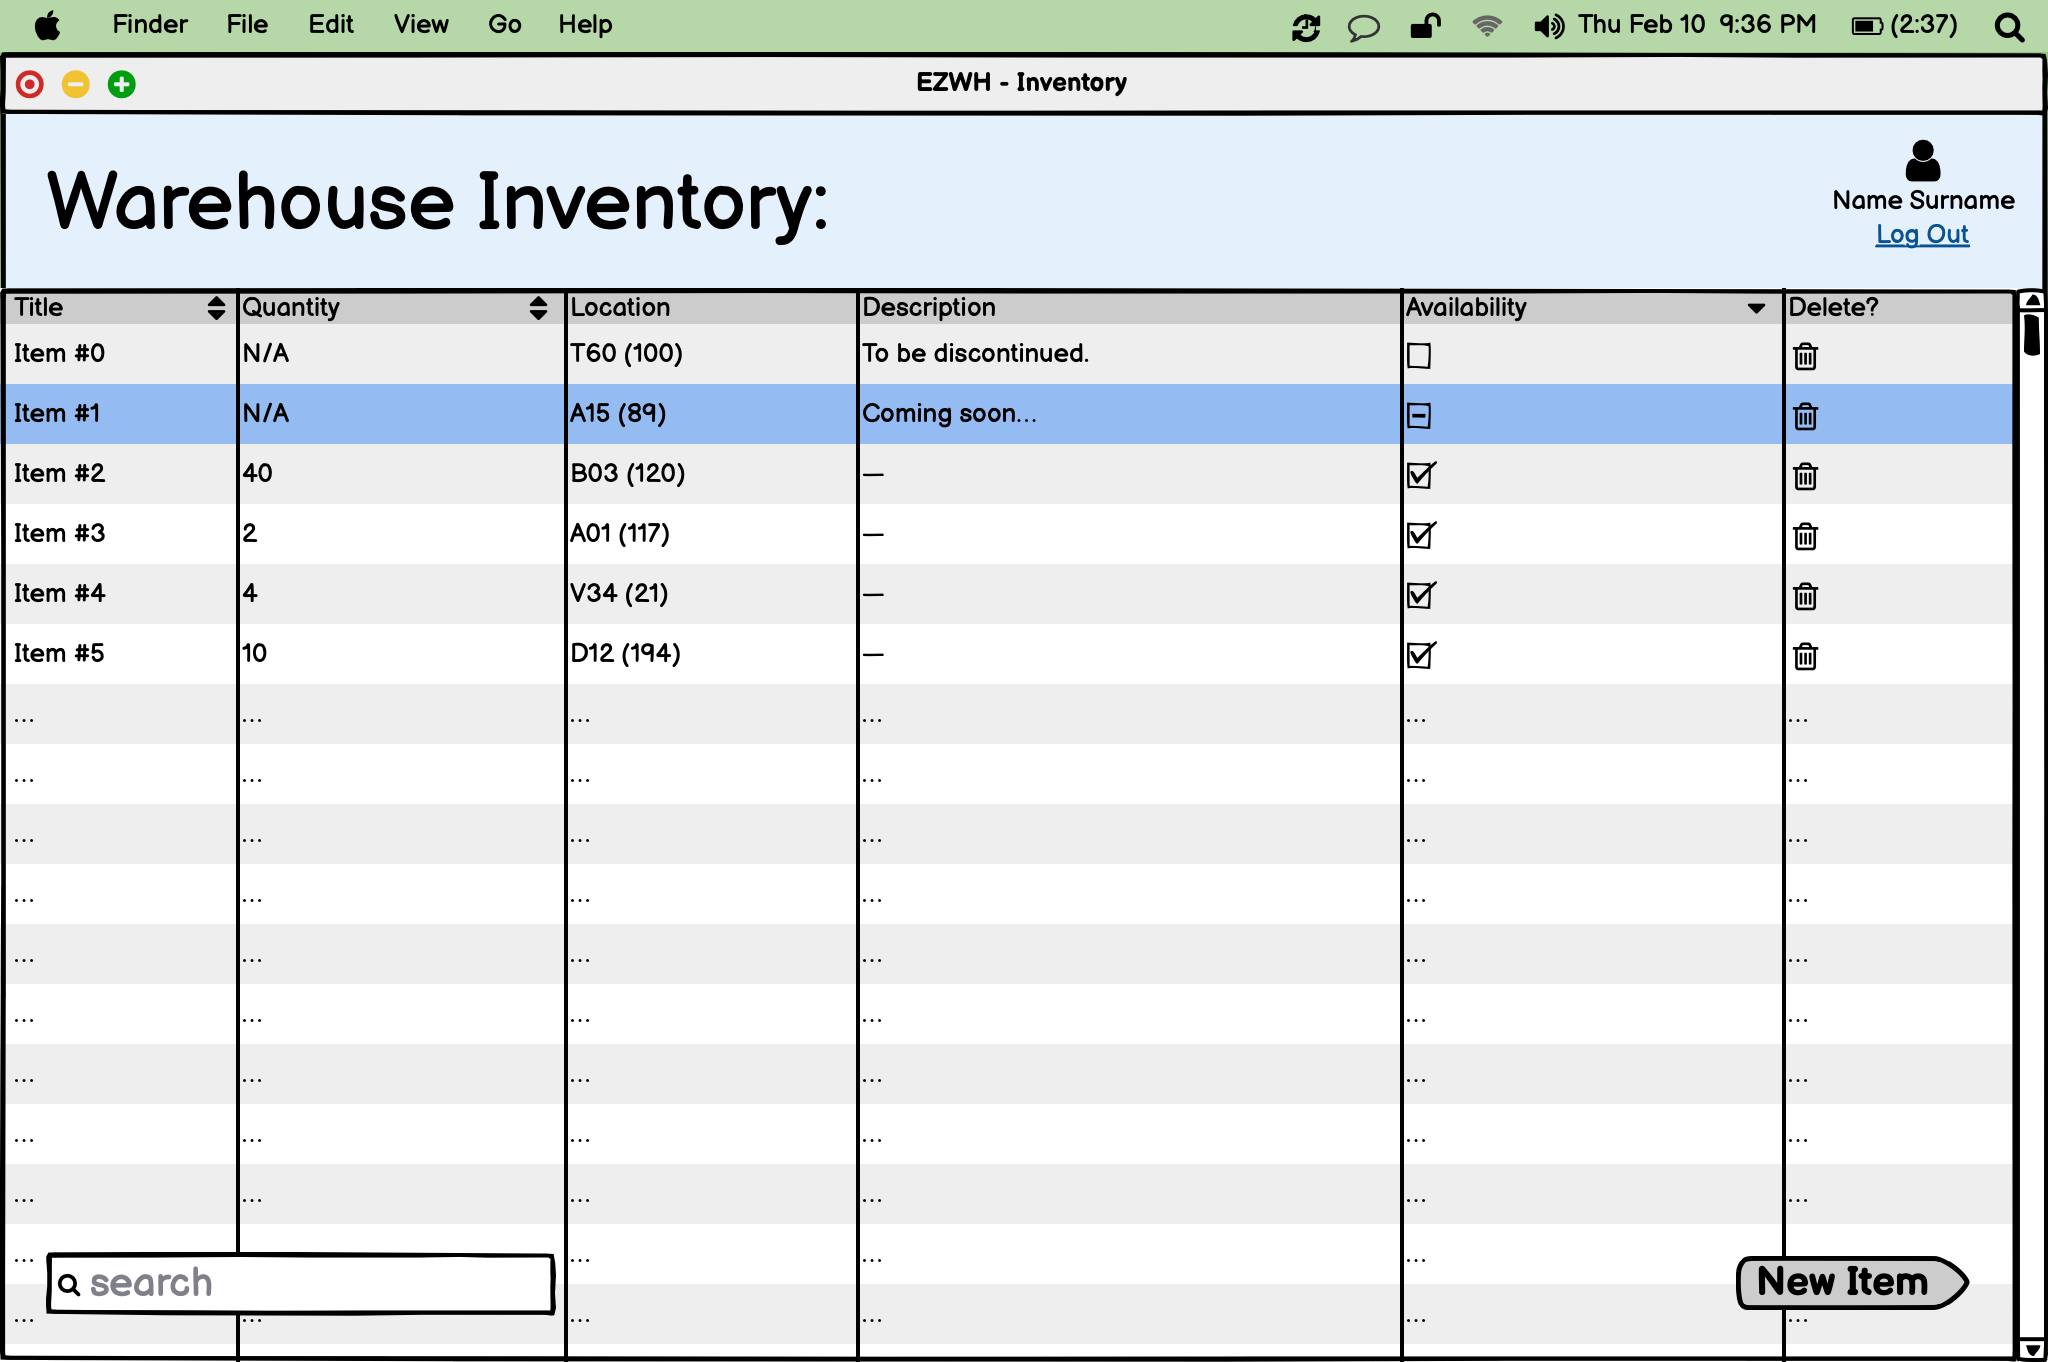 Finder File Edit View Go Help Thu Feb 10 9:36 PM (2:37)
EZWH - Inventory
Warehouse Inventory:
Name Surname
Log Out
Title Quantity Location Description Availability Delete?
Item #0 N/A T60 (100) To be discontinued.
Item #1 N/A A15 (89) Coming soon...
Item #2 40 B03 (120) —
Item #3 2 A01 (117) —
Item #4 4 V34 (21) —
Item #5 10 D12 (194) —
... ... ... ... ... ...
... ... ... ... ... ...
... ... ... ... ... ...
... ... ... ... ... ...
... ... ... ... ... ...
... ... ... ... ... ...
... ... ... ... ... ...
... ... ... ... ... ...
... ... ... ... ... ...
... ... ... ...
search New Item
... ... ... ... ... ...